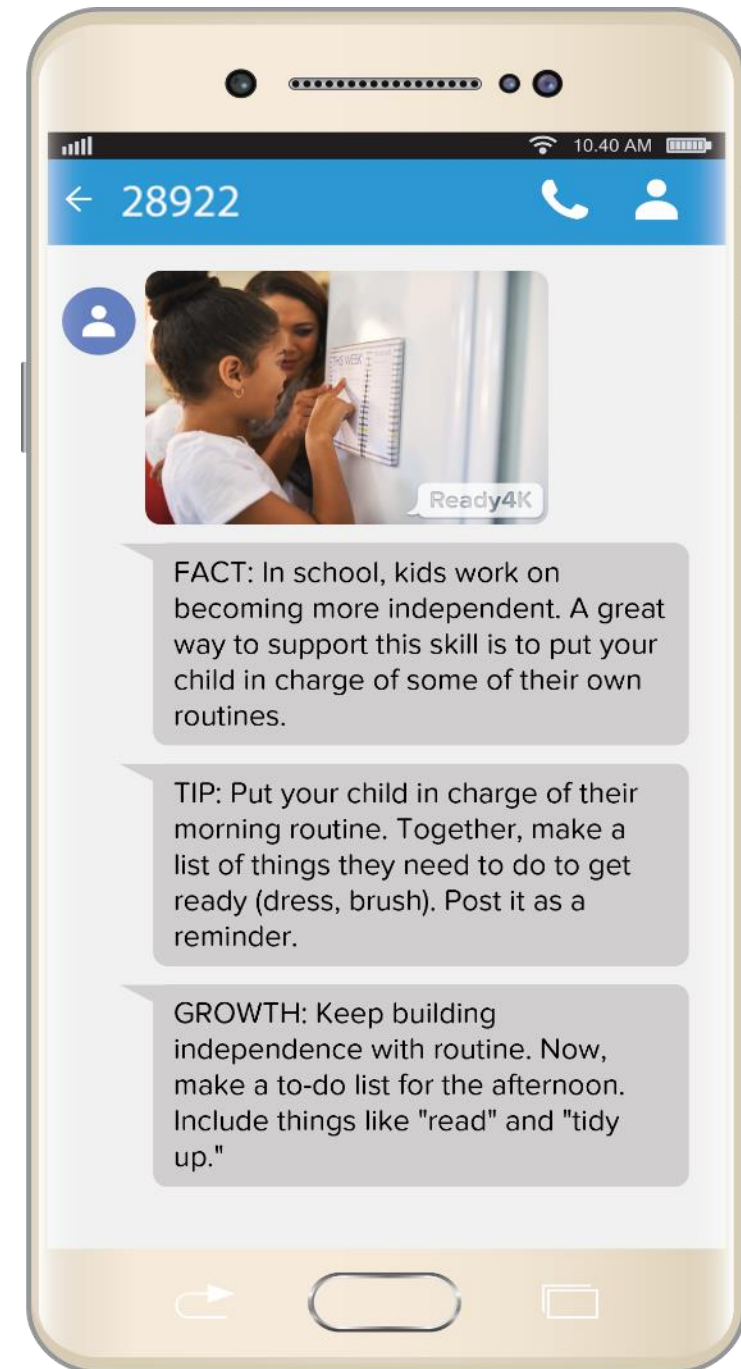 10.40 AM
28922
THIS WEEK
Ready4K
FACT: In school, kids work on
becoming more independent. A great
way to support this skill is to put your
child in charge of some of their own
routines.
TIP: Put your child in charge of their
morning routine. Together, make a
list of things they need to do to get
ready (dress, brush). Post it as a
reminder.
GROWTH: Keep building
independence with routine. Now,
make a to-do list for the afternoon.
Include things like "read" and "tidy
up."